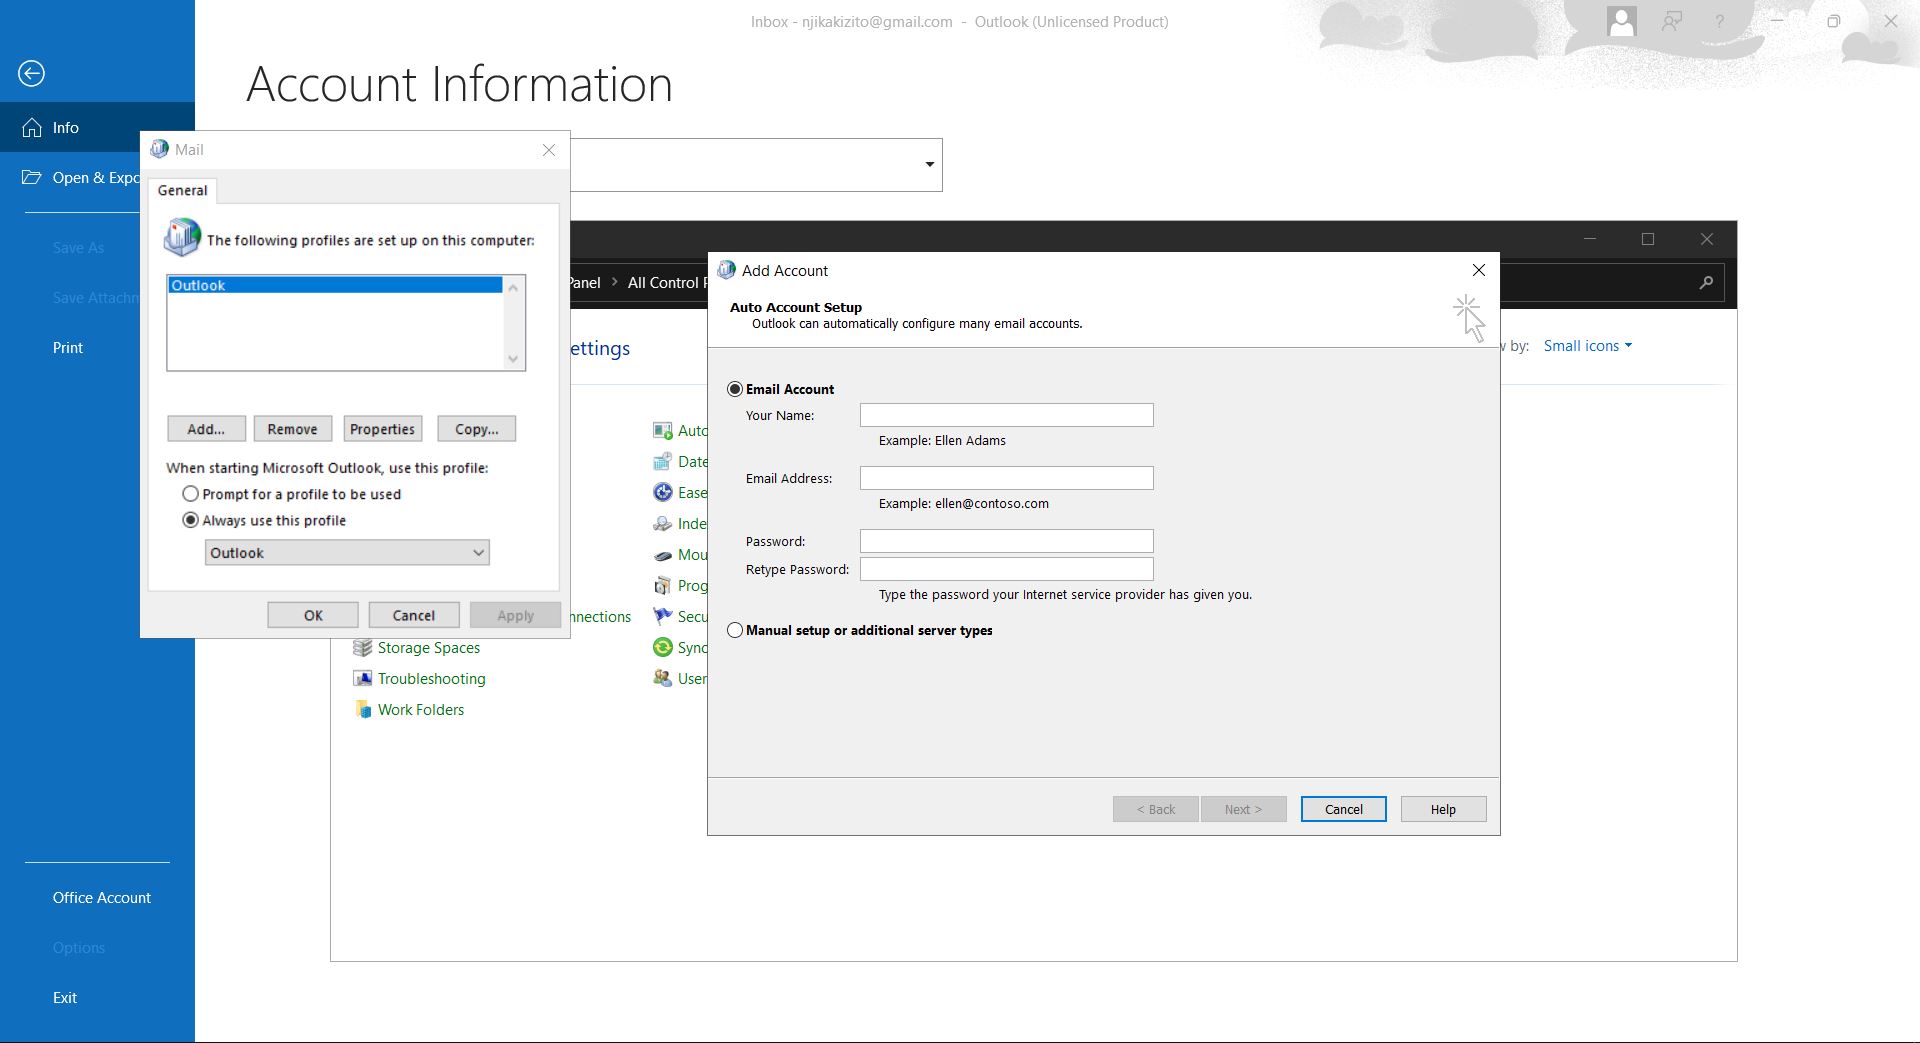 Inbox - njikakizito@gmail.com - Outlook (Unlicensed Product)
Account Information
Info
Open & Expo
Save As
Save Attachm
Print
Office Account
Options
Exit
Mail
General
The following profiles are set up on this computer:
Outlook
Add...
Remove
Properties
Copy...
When starting Microsoft Outlook, use this profile:
Prompt for a profile to be used
Always use this profile
Outlook
OK
Cancel
Apply
Panel > All Control P
ettings
w by: Small icons
Auto
Date
Ease
Inde
Mou
Prog
nnections
Secu
Storage Spaces
Sync
Troubleshooting
User
Work Folders
Add Account
Auto Account Setup
Outlook can automatically configure many email accounts.
Email Account
Your Name:
Example: Ellen Adams
Email Address:
Example: ellen@contoso.com
Password:
Retype Password:
Type the password your Internet service provider has given you.
Manual setup or additional server types
< Back
Next >
Cancel
Help